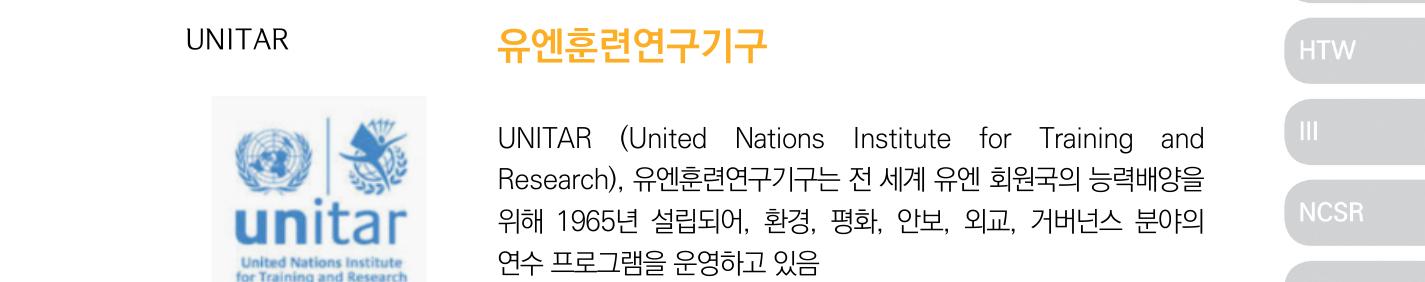 UNITAR
유엔훈련연구기구
unitar
United Nations Institute
for Training and Research
UNITAR (United Nations Institute for Training and
Research), 유엔훈련연구기구는 전 세계 유엔 회원국의 능력배양을
위해 1965년 설립되어, 환경, 평화, 안보, 외교, 거버넌스 분야의
연수 프로그램을 운영하고 있음
HTW
III
NCSR